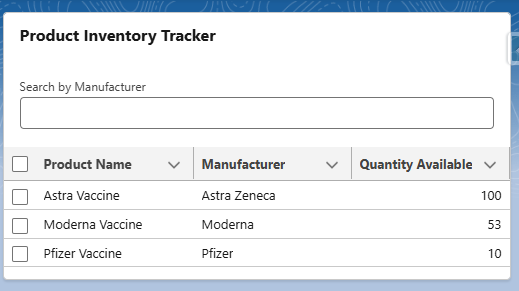 Product Inventory Tracker
Search by Manufacturer
Product Name Manufacturer Quantity Available
Astra Vaccine Astra Zeneca 100
Moderna Vaccine Moderna 53
Pfizer Vaccine Pfizer 10